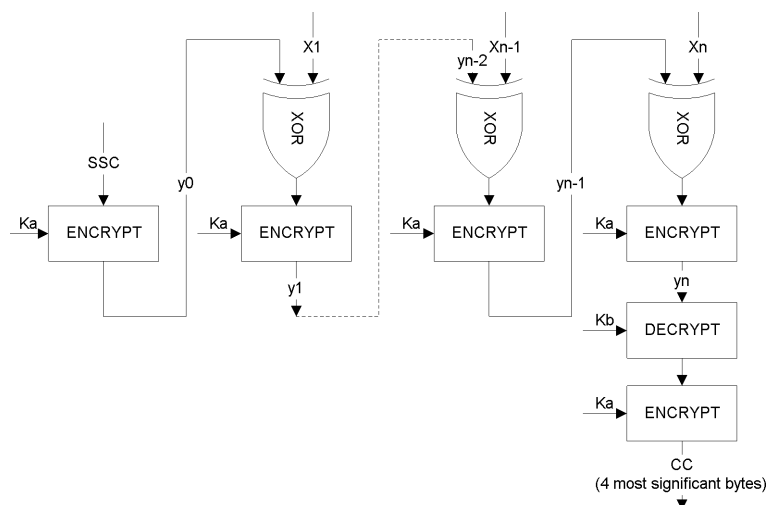 X1
Xn-1
Xn
yn-2
XOR
XOR
XOR
SSC
y0
yn-1
Ka
ENCRYPT
Ka
ENCRYPT
Ka
ENCRYPT
Ka
ENCRYPT
y1
yn
Kb
DECRYPT
Ka
ENCRYPT
CC
(4 most significant bytes)